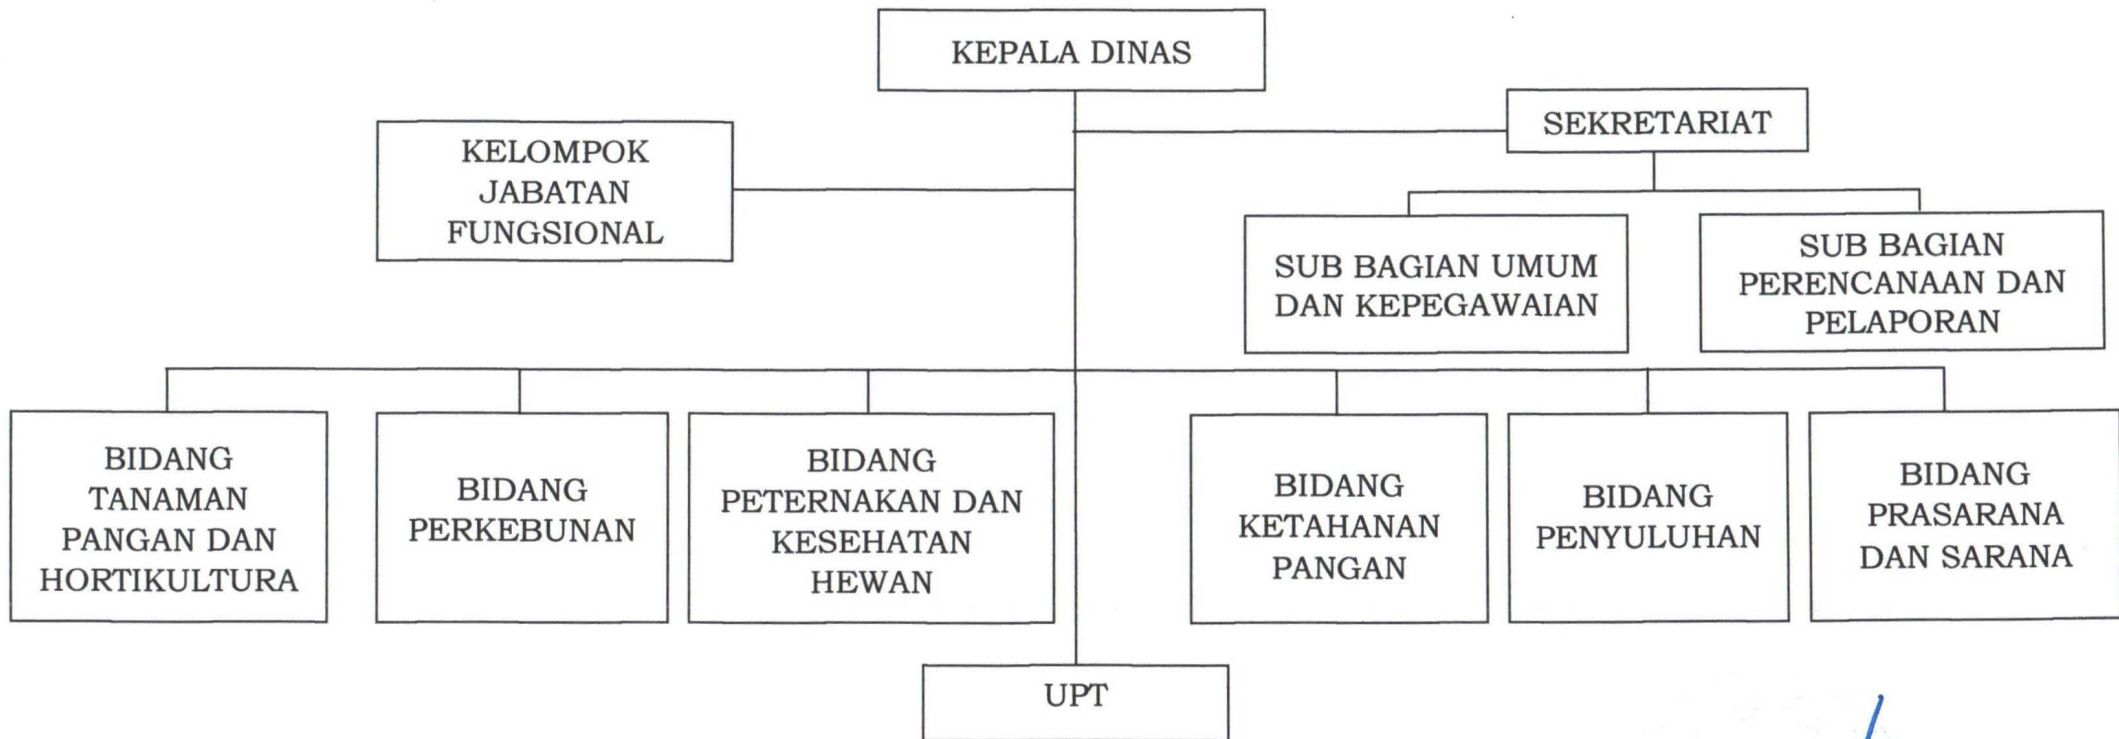 KEPALA DINAS
SEKRETARIAT
KELOMPOK
JABATAN
FUNGSIONAL
SUB BAGIAN UMUM
DAN KEPEGAWAIAN
SUB BAGIAN
PERENCANAAN DAN
PELAPORAN
BIDANG
TANAMAN
PANGAN DAN
HORTIKULTURA
BIDANG
PERKEBUNAN
BIDANG
PETERNAKAN DAN
KESEHATAN
HEWAN
BIDANG
KETAHANAN
PANGAN
BIDANG
PENYULUHAN
BIDANG
PRASARANA
DAN SARANA
UPT